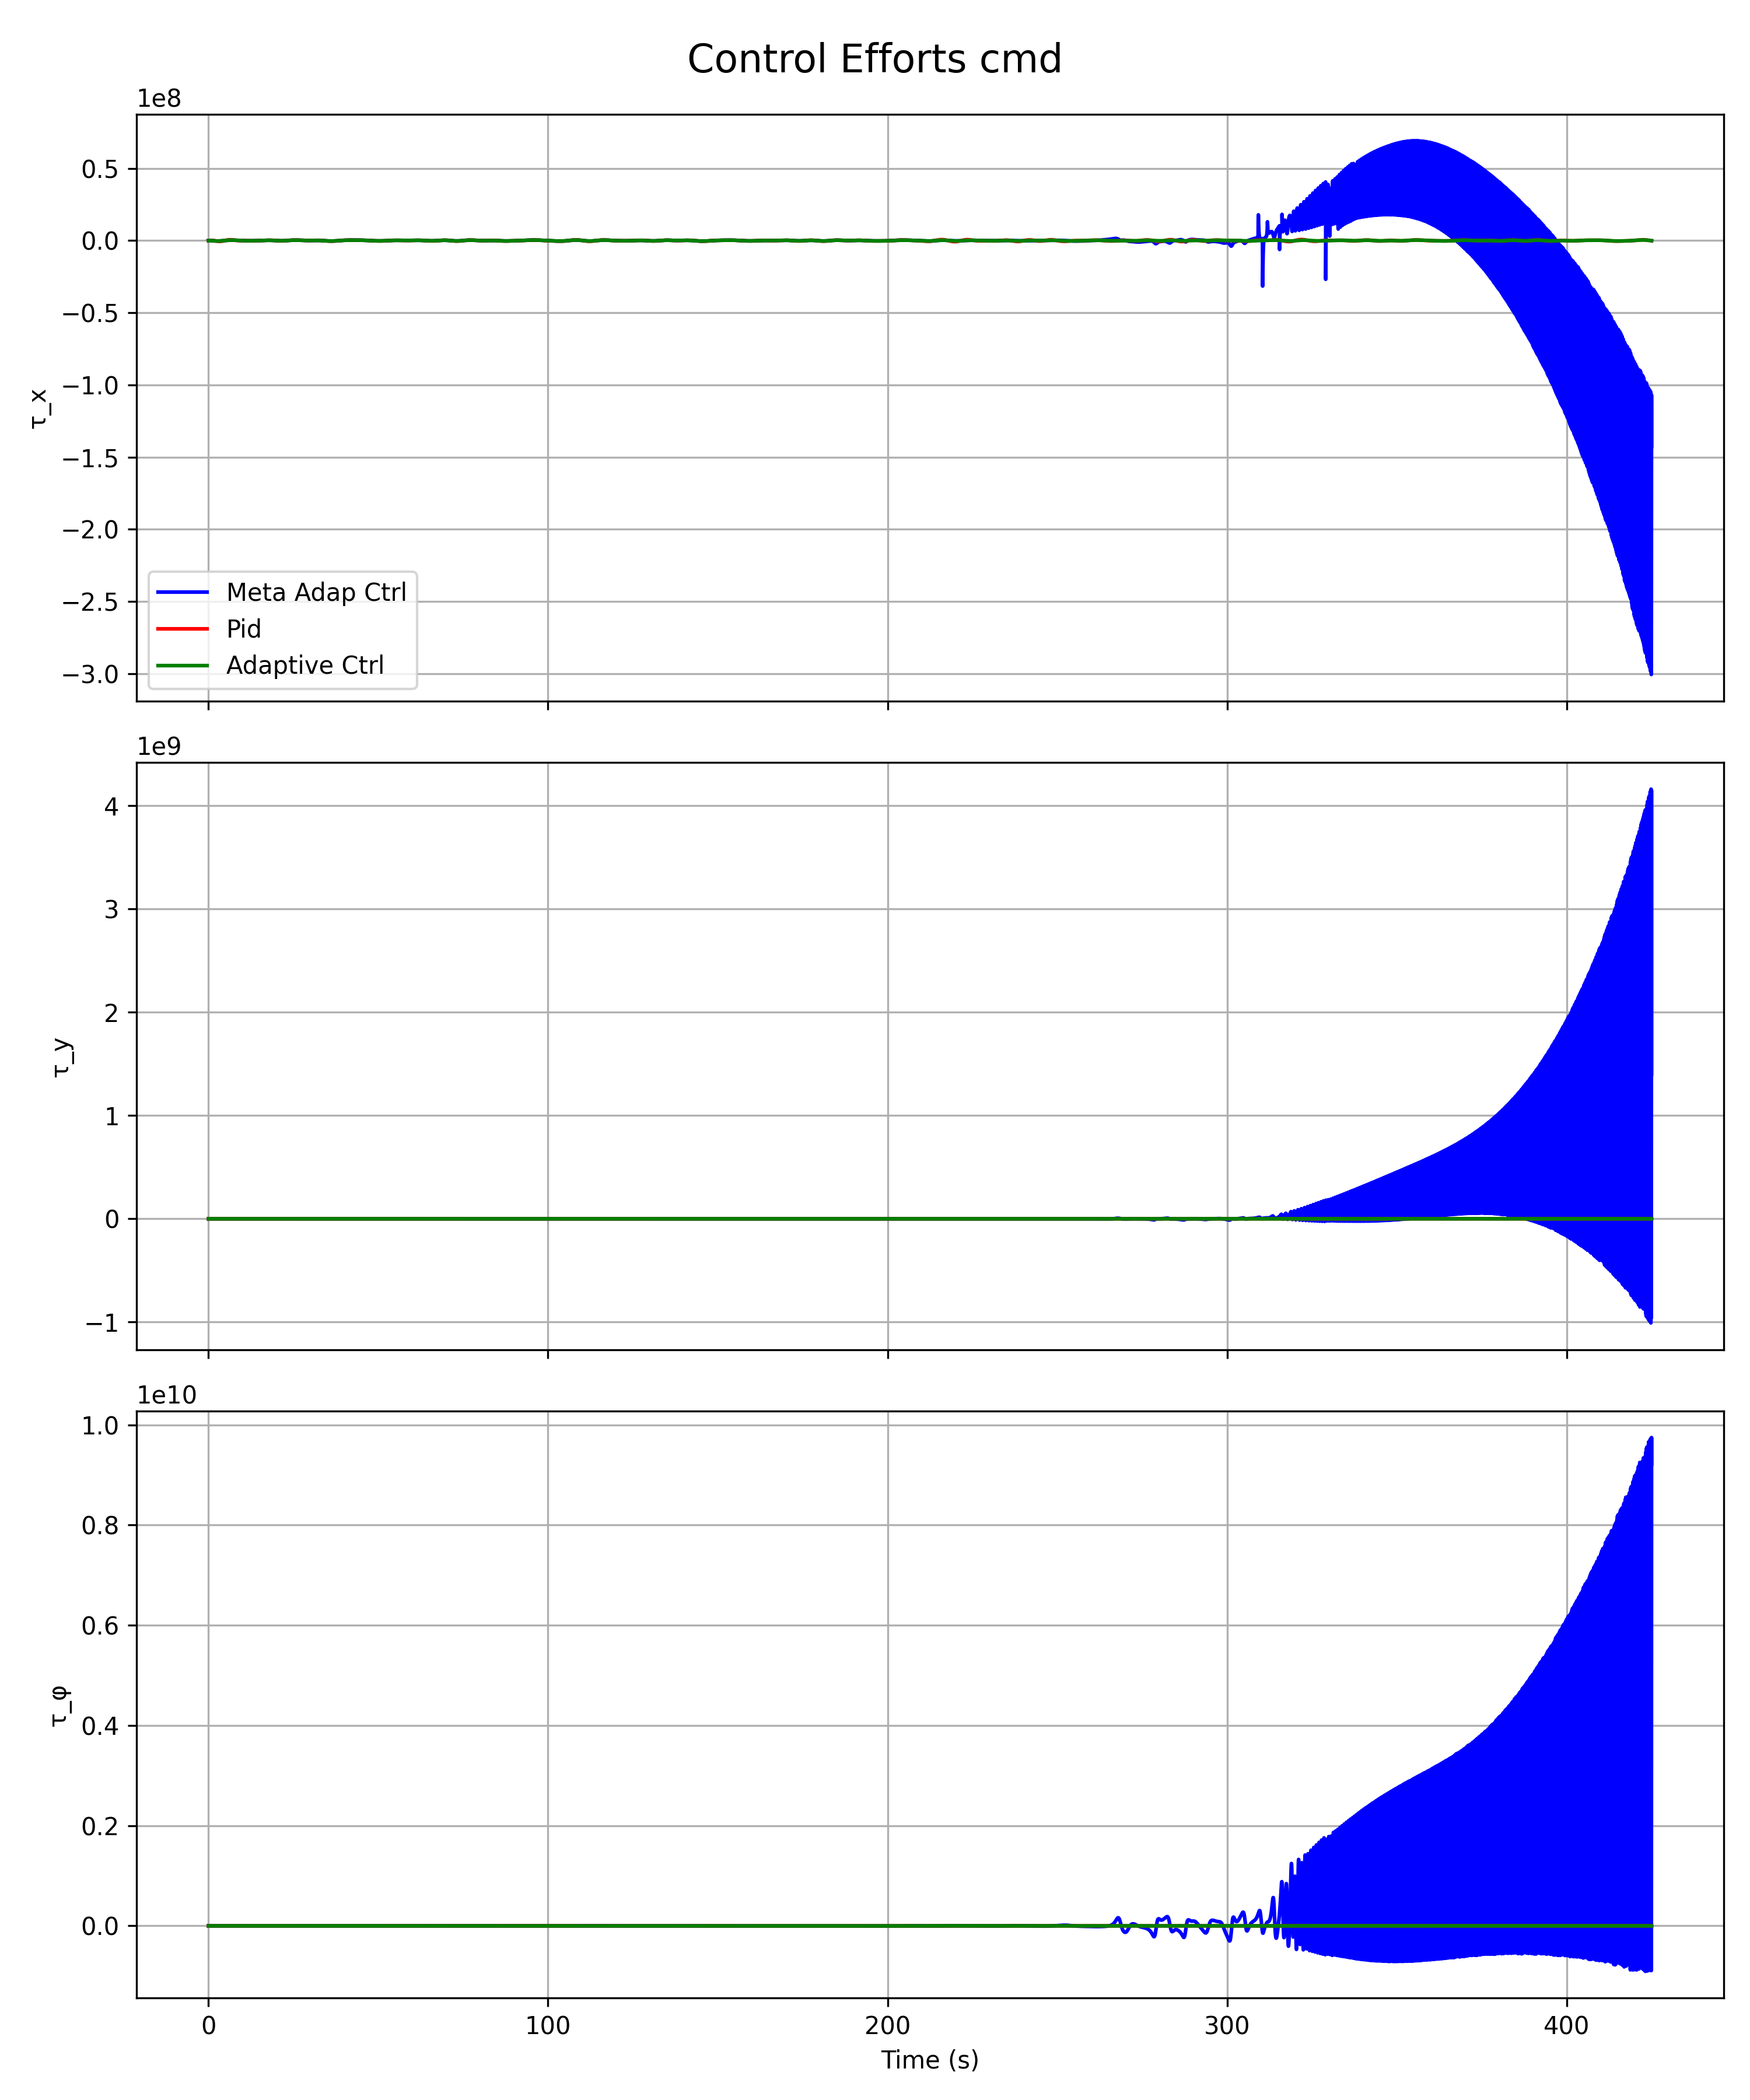 Control Efforts cmd
1e8
0.5
0.0
−0.5
−1.0
−1.5
−2.0
−2.5
−3.0
τ_x
Meta Adap Ctrl
Pid
Adaptive Ctrl
1e9
4
3
2
1
0
−1
τ_y
1e10
1.0
0.8
0.6
0.4
0.2
0.0
τ_φ
0 100 200 300 400
Time (s)